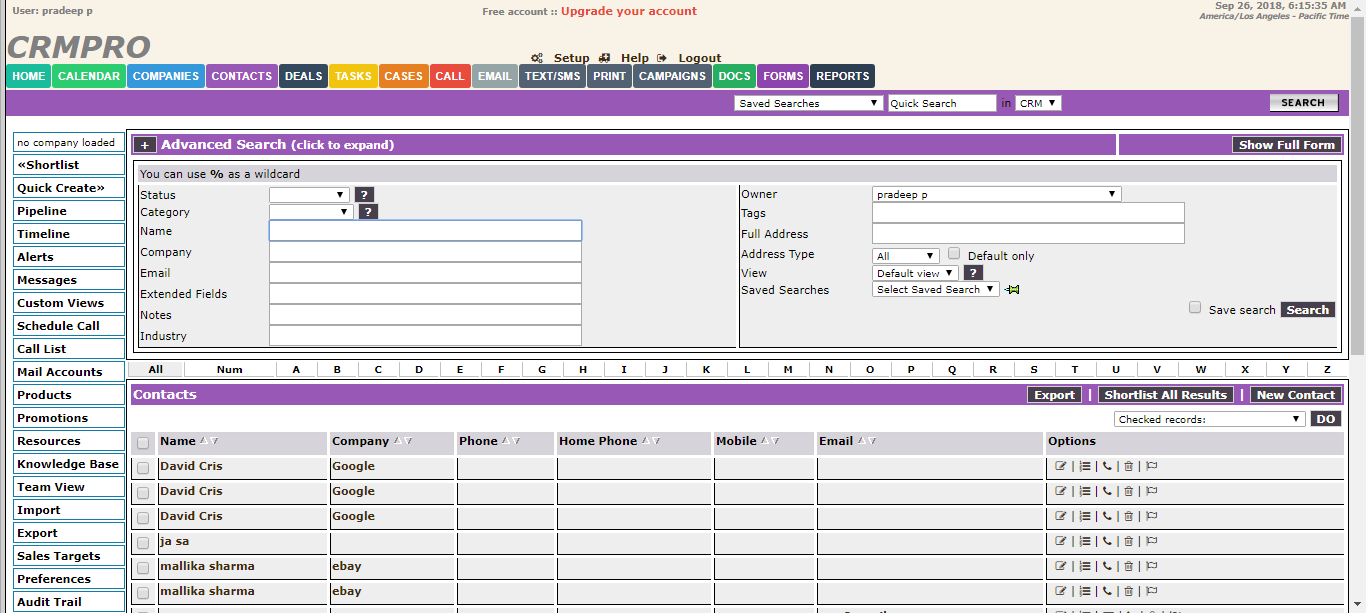 User: pradeep p
Free account :: Upgrade your account
Sep 26, 2018, 6:15:35 AM
America/Los Angeles - Pacific Time
CRMPRO
Setup Help Logout
HOME CALENDAR COMPANIES CONTACTS DEALS TASKS CASES CALL EMAIL TEXT/SMS PRINT CAMPAIGNS DOCS FORMS REPORTS
Saved Searches Quick Search in CRM SEARCH
no company loaded
«Shortlist
Quick Create»
Pipeline
Timeline
Alerts
Messages
Custom Views
Schedule Call
Call List
Mail Accounts
Products
Promotions
Resources
Knowledge Base
Team View
Import
Export
Sales Targets
Preferences
Audit Trail
+ Advanced Search (click to expand) Show Full Form
You can use % as a wildcard
Status ?
Category ?
Name
Company
Email
Extended Fields
Notes
Industry
Owner pradeep p
Tags
Full Address
Address Type All Default only
View Default view ?
Saved Searches Select Saved Search
Save search Search
All Num A B C D E F G H I J K L M N O P Q R S T U V W X Y Z
Contacts Export | Shortlist All Results | New Contact
Checked records: DO
Name Company Phone Home Phone Mobile Email Options
David Cris Google
David Cris Google
David Cris Google
ja sa
mallika sharma ebay
mallika sharma ebay